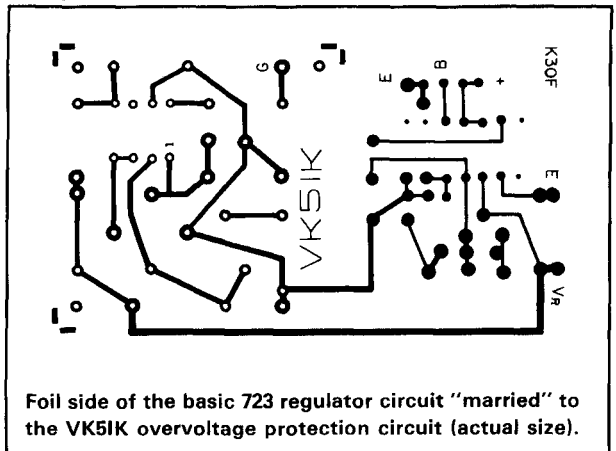 G
1
VK5IK
E
B
+
K30F
E
VR
Foil side of the basic 723 regulator circuit "married" to
the VK5IK overvoltage protection circuit (actual size).